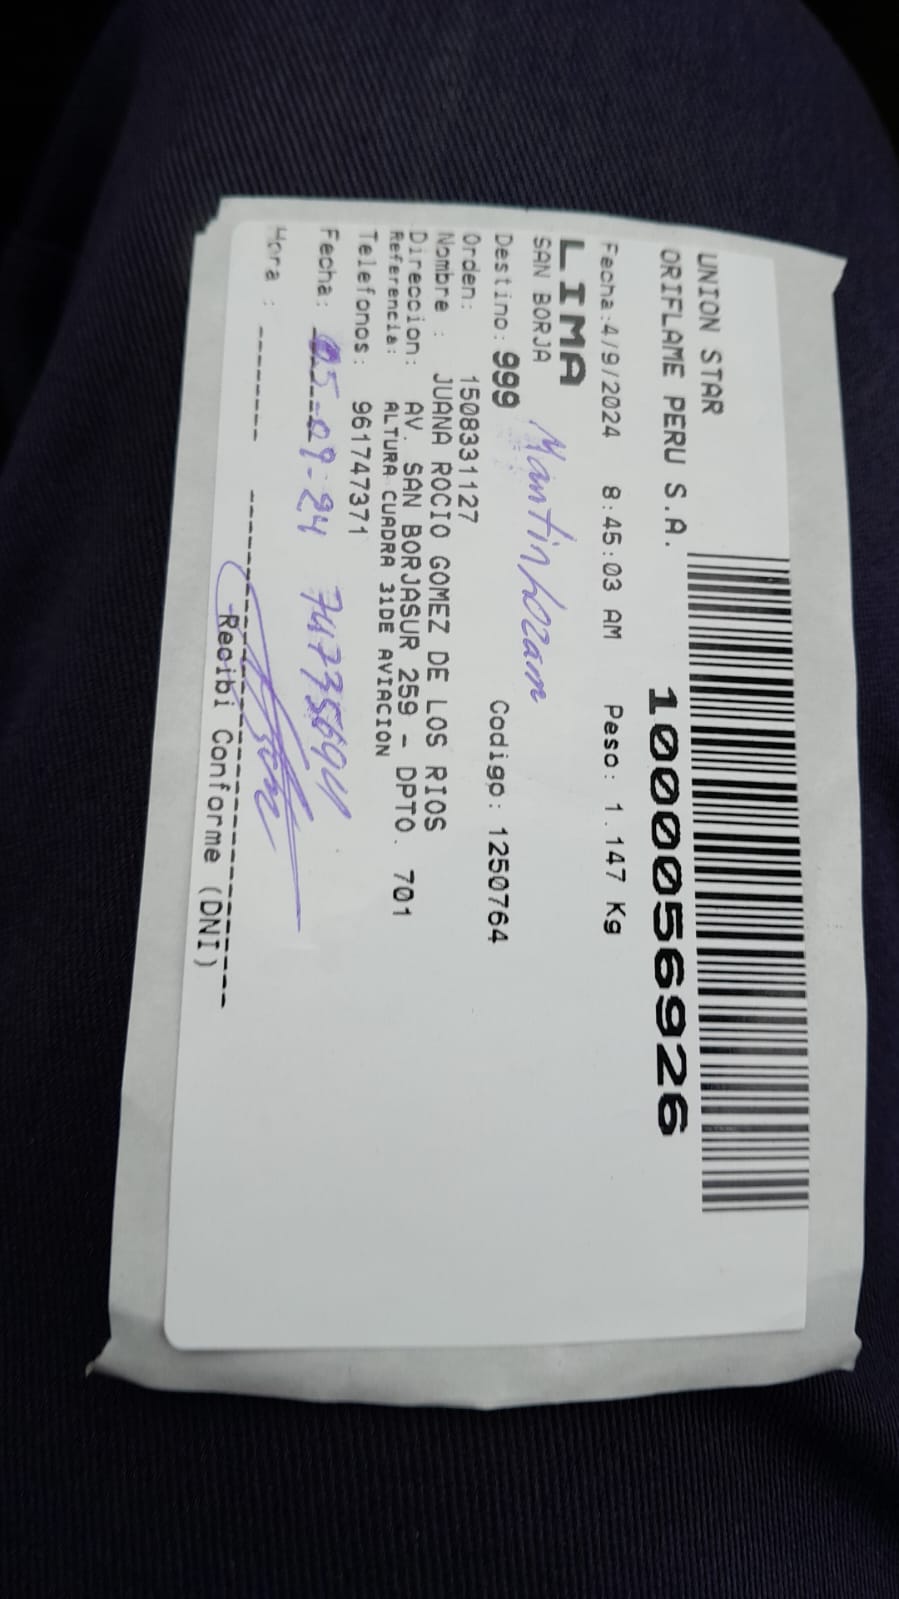 UNION STAR
ORIFLAME PERU S.A.
10000056926
Fecha:4/9/2024 8:45:03 AM Peso: 1.147 Kg
LIMA
SAN BORJA
Destino: 999 Codigo: 1250764
Orden: 1508331127
Nombre : JUANA ROCIO GOMEZ DE LOS RIOS
Direccion: AV. SAN BORJASUR 259 - DPTO. 701
Referencia: ALTURA CUADRA 31DE AVIACION
Telefonos: 961747371
Fecha: 05-09-24
Hora :
Recibi Conforme (DNI)